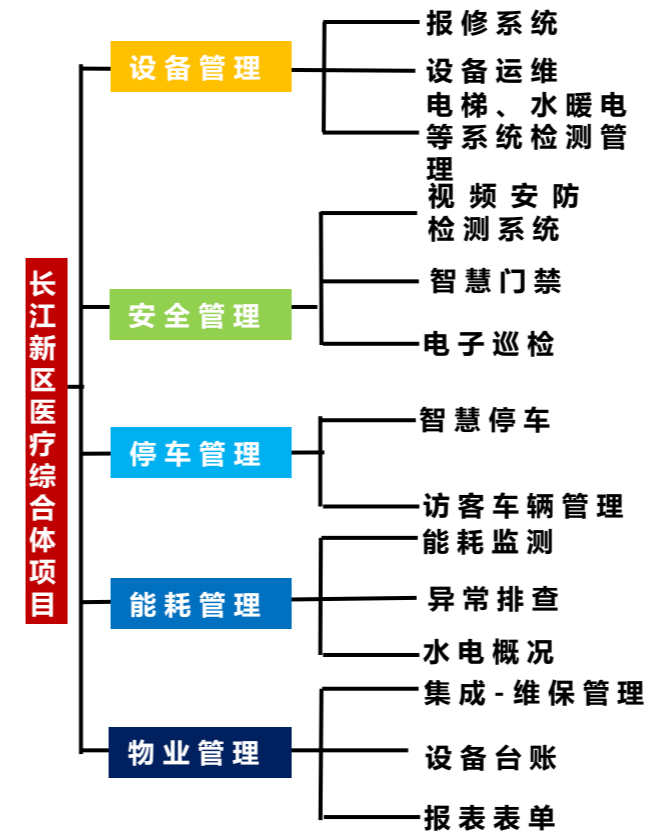 长江新区医疗综合体项目
设备管理
报修系统
设备运维
电梯、水暖电
等系统检测管
理
安全管理
视频安防
检测系统
智慧门禁
电子巡检
停车管理
智慧停车
访客车辆管理
能耗管理
能耗监测
异常排查
水电概况
物业管理
集成-维保管理
设备台账
报表表单